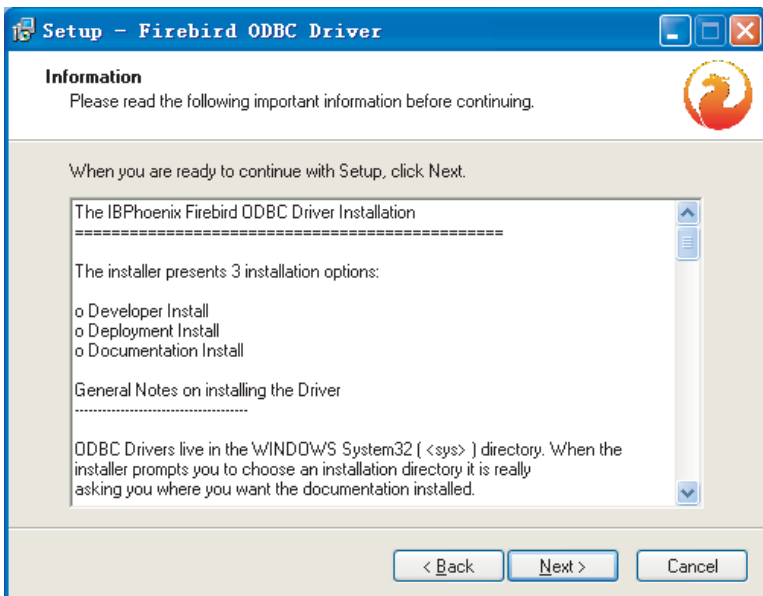 Setup - Firebird ODBC Driver
Information
Please read the following important information before continuing.
When you are ready to continue with Setup, click Next.
The IBPhoenix Firebird ODBC Driver Installation
===============================================
The installer presents 3 installation options:
o Developer Install
o Deployment Install
o Documentation Install
General Notes on installing the Driver
--------------------------------------
ODBC Drivers live in the WINDOWS System32 ( <sys> ) directory. When the
installer prompts you to choose an installation directory it is really
asking you where you want the documentation installed.
< Back
Next >
Cancel